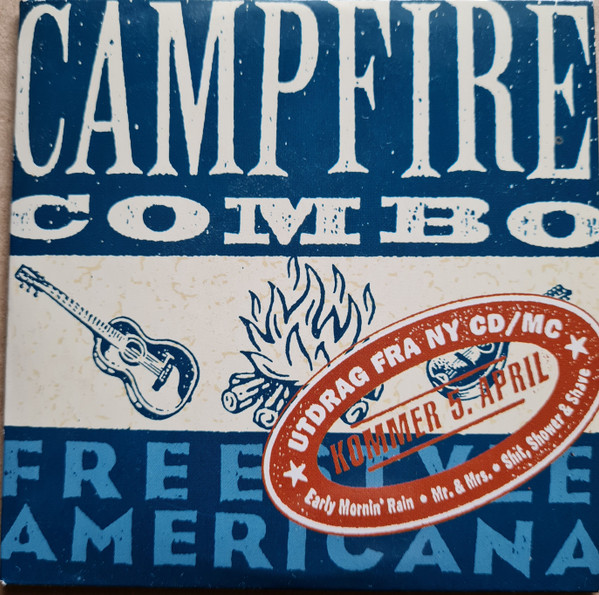 CAMPFIRE
COMBO
UTDRAG FRA NY CD/MC
KOMMER 5. APRIL
Early Mornin' Rain • Mr. & Mrs. • Shit, Shower & Shave
FREESTYLE
AMERICANA